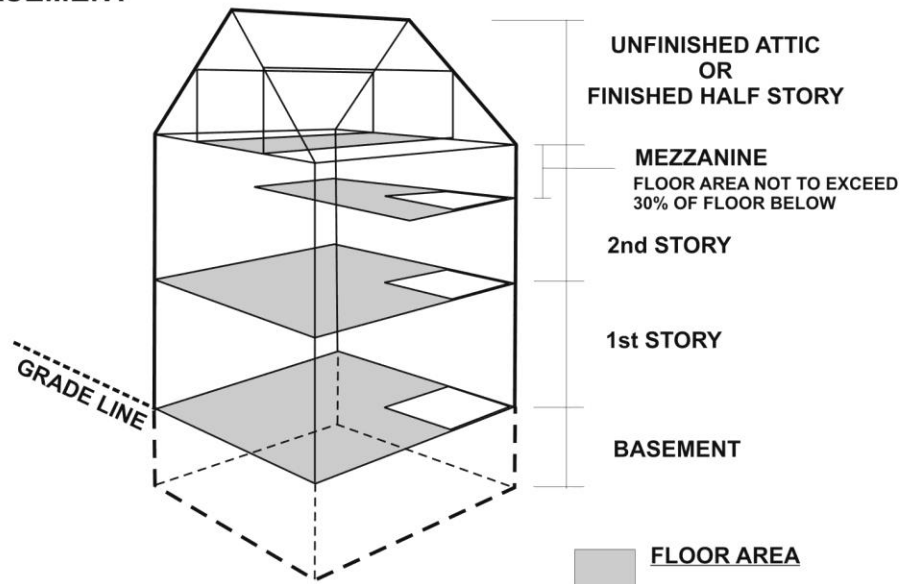 UNFINISHED ATTIC
OR
FINISHED HALF STORY
MEZZANINE
FLOOR AREA NOT TO EXCEED
30% OF FLOOR BELOW
2nd STORY
1st STORY
GRADE LINE
BASEMENT
FLOOR AREA